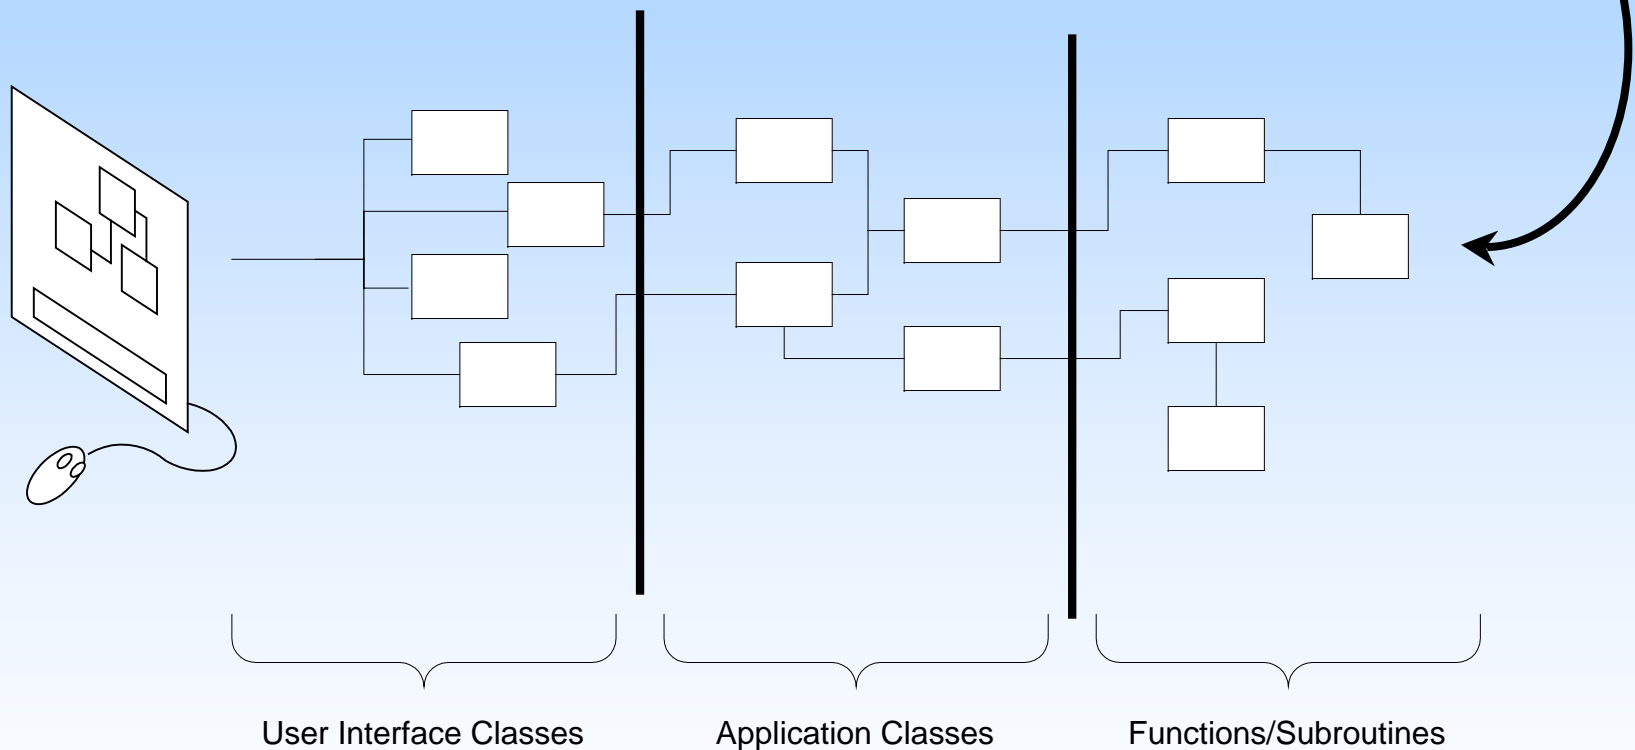 User Interface Classes
Application Classes
Functions/Subroutines